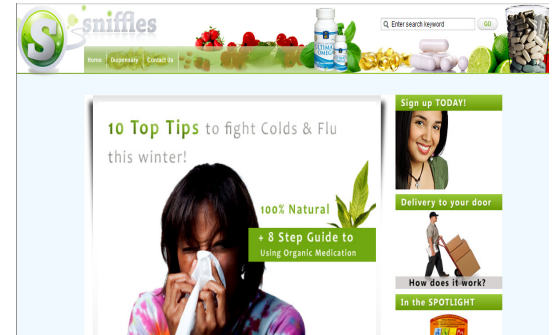 S
sniffles
Enter search keyword
GO
Home
Dispensary
Contact Us
ULTIMATE
OMEGA
10 Top Tips to fight Colds & Flu
this winter!
100% Natural
+ 8 Step Guide to
Using Organic Medication
Sign up TODAY!
Delivery to your door
How does it work?
In the SPOTLIGHT